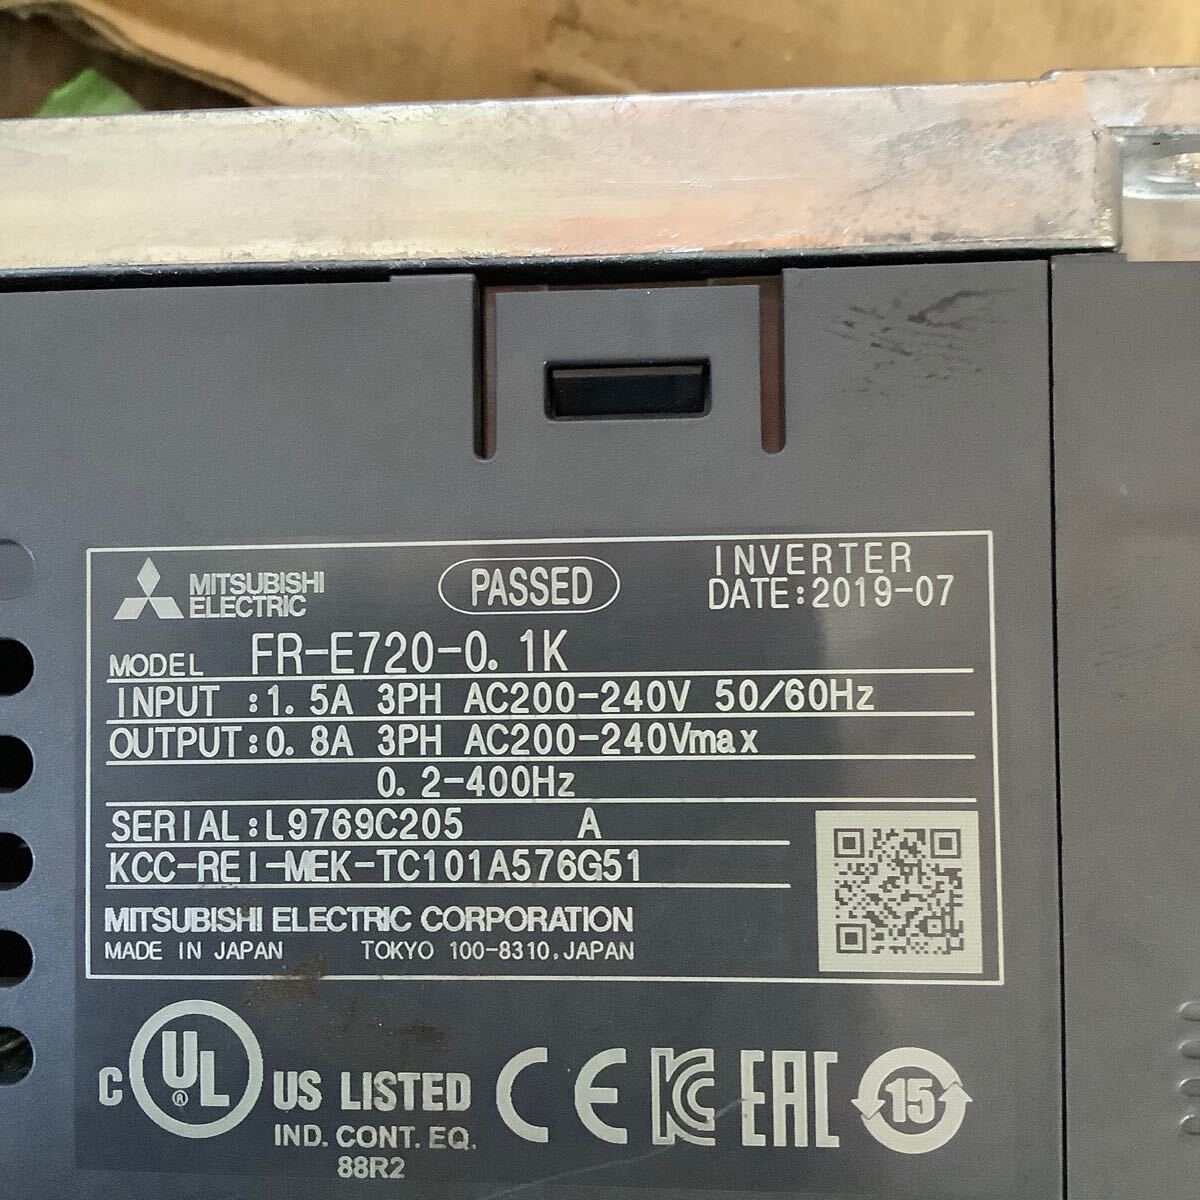 MITSUBISHI
ELECTRIC
PASSED
INVERTER
DATE:2019-07
MODEL FR-E720-0.1K
INPUT :1.5A 3PH AC200-240V 50/60Hz
OUTPUT:0.8A 3PH AC200-240Vmax
0.2-400Hz
SERIAL:L9769C205 A
KCC-REI-MEK-TC101A576G51
MITSUBISHI ELECTRIC CORPORATION
MADE IN JAPAN TOKYO 100-8310,JAPAN
C UL ® US LISTED
IND. CONT. EQ.
88R2
CE KC EAC 15